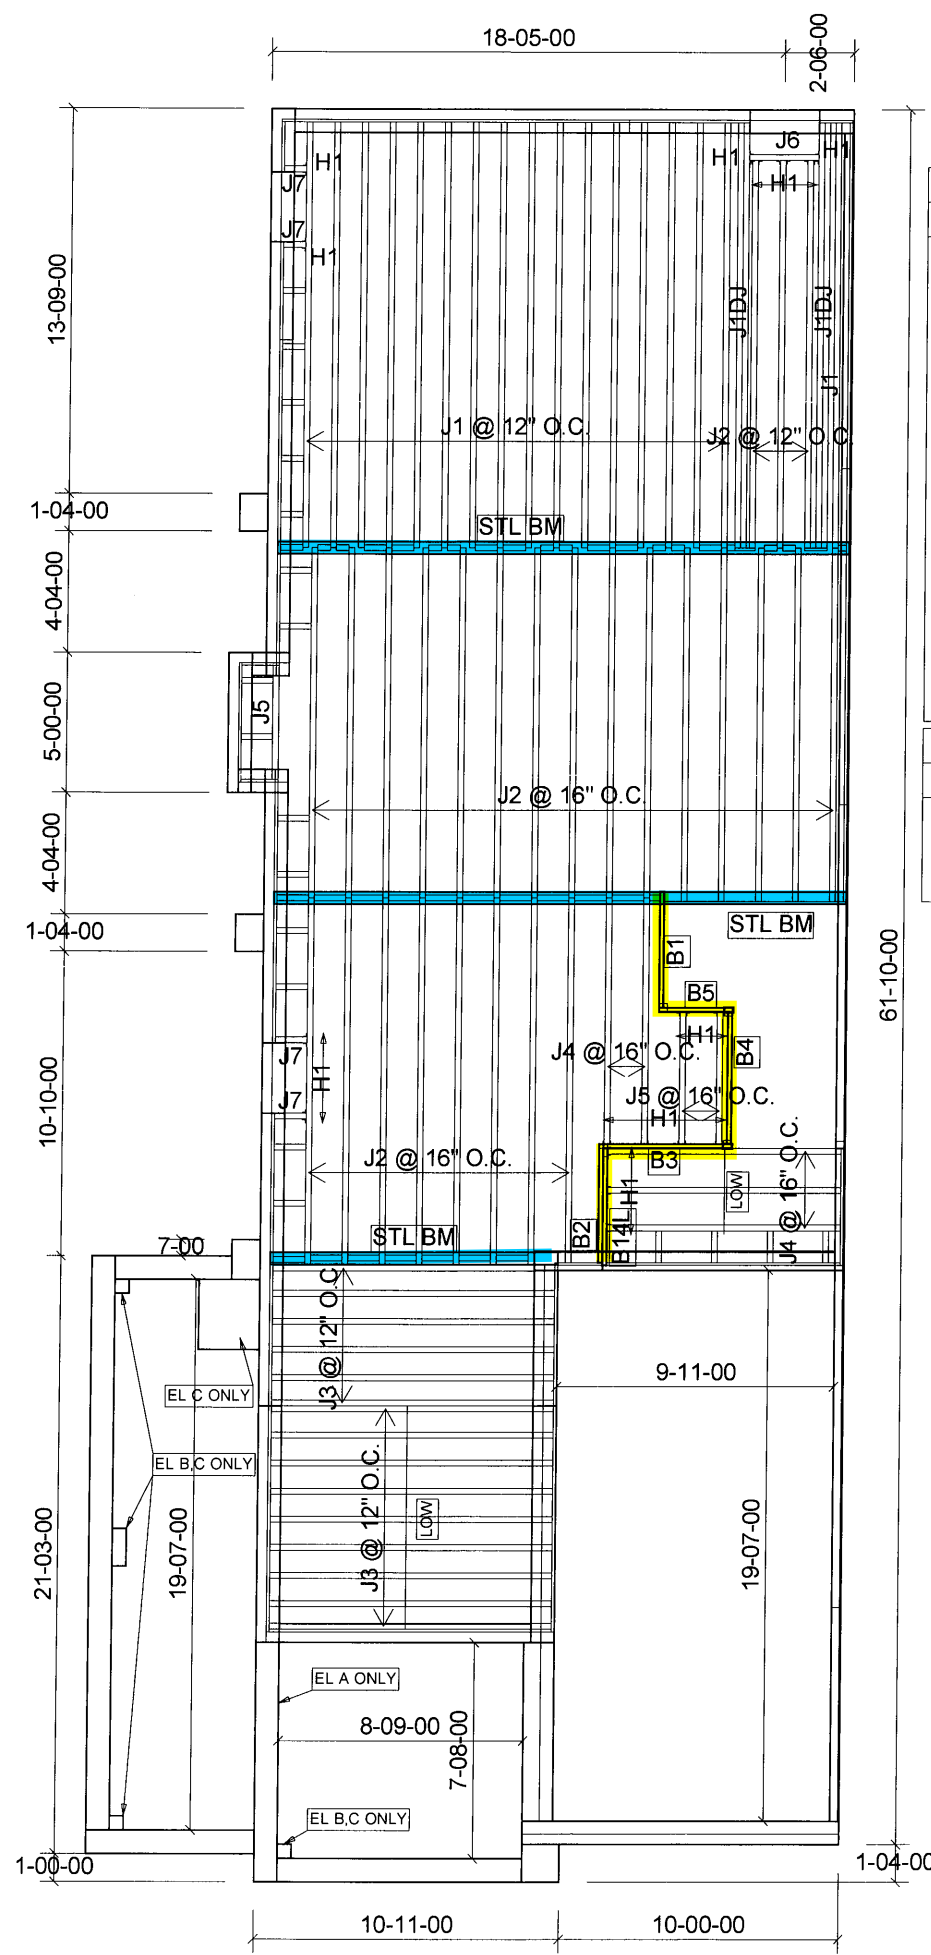 18-05-00
2-06-00
J6
H1
H1
H1
H1
J7
J7
H1
13-09-00
J1DJ
J1DJ
J1
J1 @ 12" O.C.
J2 @ 12" O.C.
1-04-00
STL BM
4-04-00
5-00-00
J5
J2 @ 16" O.C.
4-04-00
1-04-00
STL BM
B1
61-10-00
B5
H1
B4
J4 @ 16" O.C.
J7
H1
J5 @ 16" O.C.
J7
H1
10-10-00
J2 @ 16" O.C.
B3
H1
LOW
J4 @ 16" O.C.
B2
B14L
STL BM
7-00
J3 @ 12" O.C.
9-11-00
EL C ONLY
EL B,C ONLY
J3 @ 12" O.C.
LOW
21-03-00
19-07-00
19-07-00
EL A ONLY
8-09-00
7-08-00
EL B,C ONLY
1-00-00
1-04-00
10-11-00
10-00-00